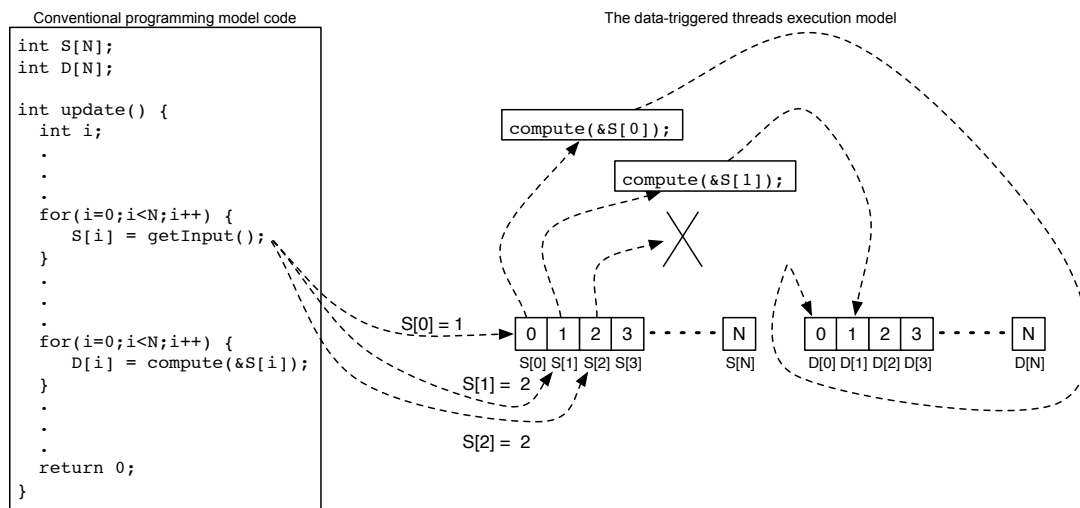 Conventional programming model code
int S[N];
int D[N];
int update() {
int i;
.
.
.
for(i=0;i<N;i++) {
S[i] = getInput();
}
.
.
.
for(i=0;i<N;i++) {
D[i] = compute(&S[i]);
}
.
.
.
return 0;
}
The data-triggered threads execution model
compute(&S[0]);
compute(&S[1]);
S[0] = 1
S[1] = 2
S[2] = 2
0 1 2 3 N
S[0] S[1] S[2] S[3] S[N]
0 1 2 3 N
D[0] D[1] D[2] D[3] D[N]